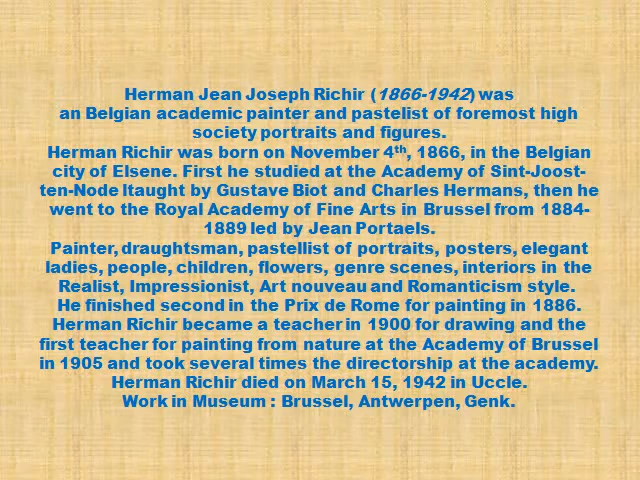 Herman Jean Joseph Richir (1866-1942) was
an Belgian academic painter and pastelist of foremost high
society portraits and figures.
Herman Richir was born on November 4th, 1866, in the Belgian
city of Elsene. First he studied at the Academy of Sint-Joost-
ten-Node ltaught by Gustave Biot and Charles Hermans, then he
went to the Royal Academy of Fine Arts in Brussel from 1884-
1889 led by Jean Portaels.
Painter, draughtsman, pastellist of portraits, posters, elegant
ladies, people, children, flowers, genre scenes, interiors in the
Realist, Impressionist, Art nouveau and Romanticism style.
He finished second in the Prix de Rome for painting in 1886.
Herman Richir became a teacher in 1900 for drawing and the
first teacher for painting from nature at the Academy of Brussel
in 1905 and took several times the directorship at the academy.
Herman Richir died on March 15, 1942 in Uccle.
Work in Museum : Brussel, Antwerpen, Genk.